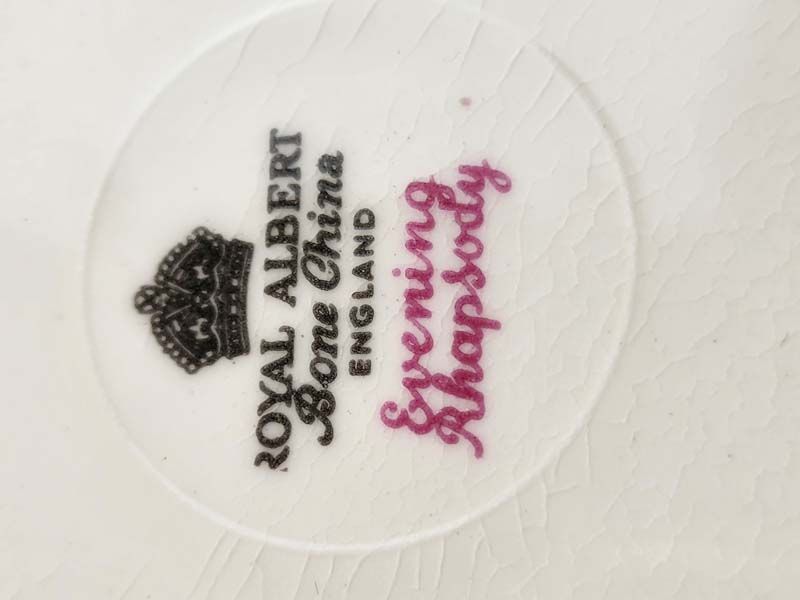 ROYAL ALBERT
Bone China
ENGLAND
Evening
Rhapsody